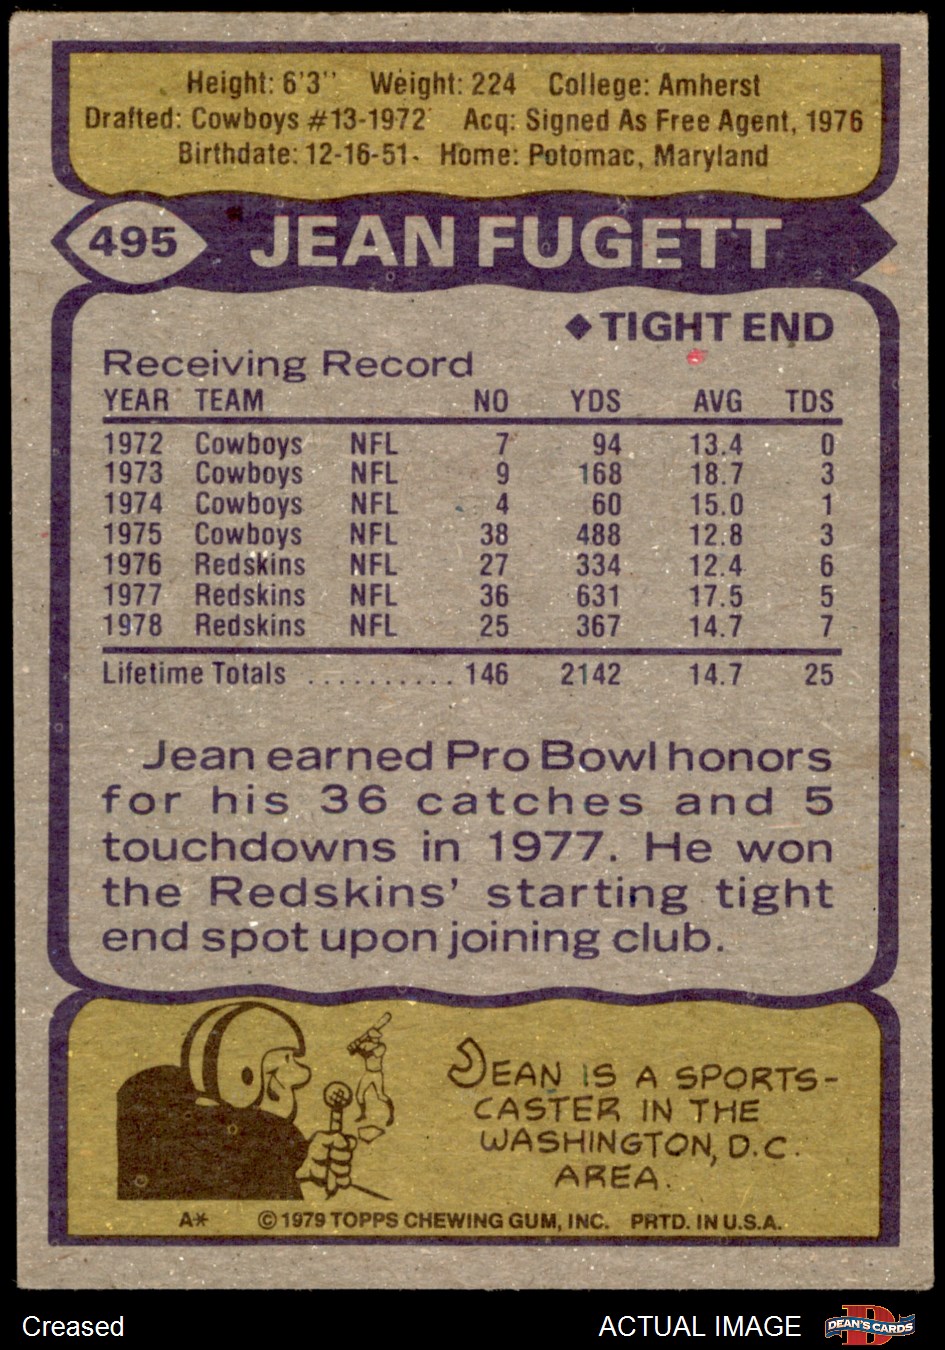 Height: 6'3'' Weight: 224 College: Amherst
Drafted: Cowboys #13-1972 Acq: Signed As Free Agent, 1976
Birthdate: 12-16-51. Home: Potomac, Maryland
495 JEAN FUGETT
◆ TIGHT END
Receiving Record
YEAR TEAM NO YDS AVG TDS
1972 Cowboys NFL 7 94 13.4 0
1973 Cowboys NFL 9 168 18.7 3
1974 Cowboys NFL 4 60 15.0 1
1975 Cowboys NFL 38 488 12.8 3
1976 Redskins NFL 27 334 12.4 6
1977 Redskins NFL 36 631 17.5 5
1978 Redskins NFL 25 367 14.7 7
Lifetime Totals .......... 146 2142 14.7 25
Jean earned Pro Bowl honors
for his 36 catches and 5
touchdowns in 1977. He won
the Redskins' starting tight
end spot upon joining club.
JEAN IS A SPORTS-
CASTER IN THE
WASHINGTON, D.C.
AREA.
A* © 1979 TOPPS CHEWING GUM, INC. PRTD. IN U.S.A.
Creased ACTUAL IMAGE D DEAN'S CARDS